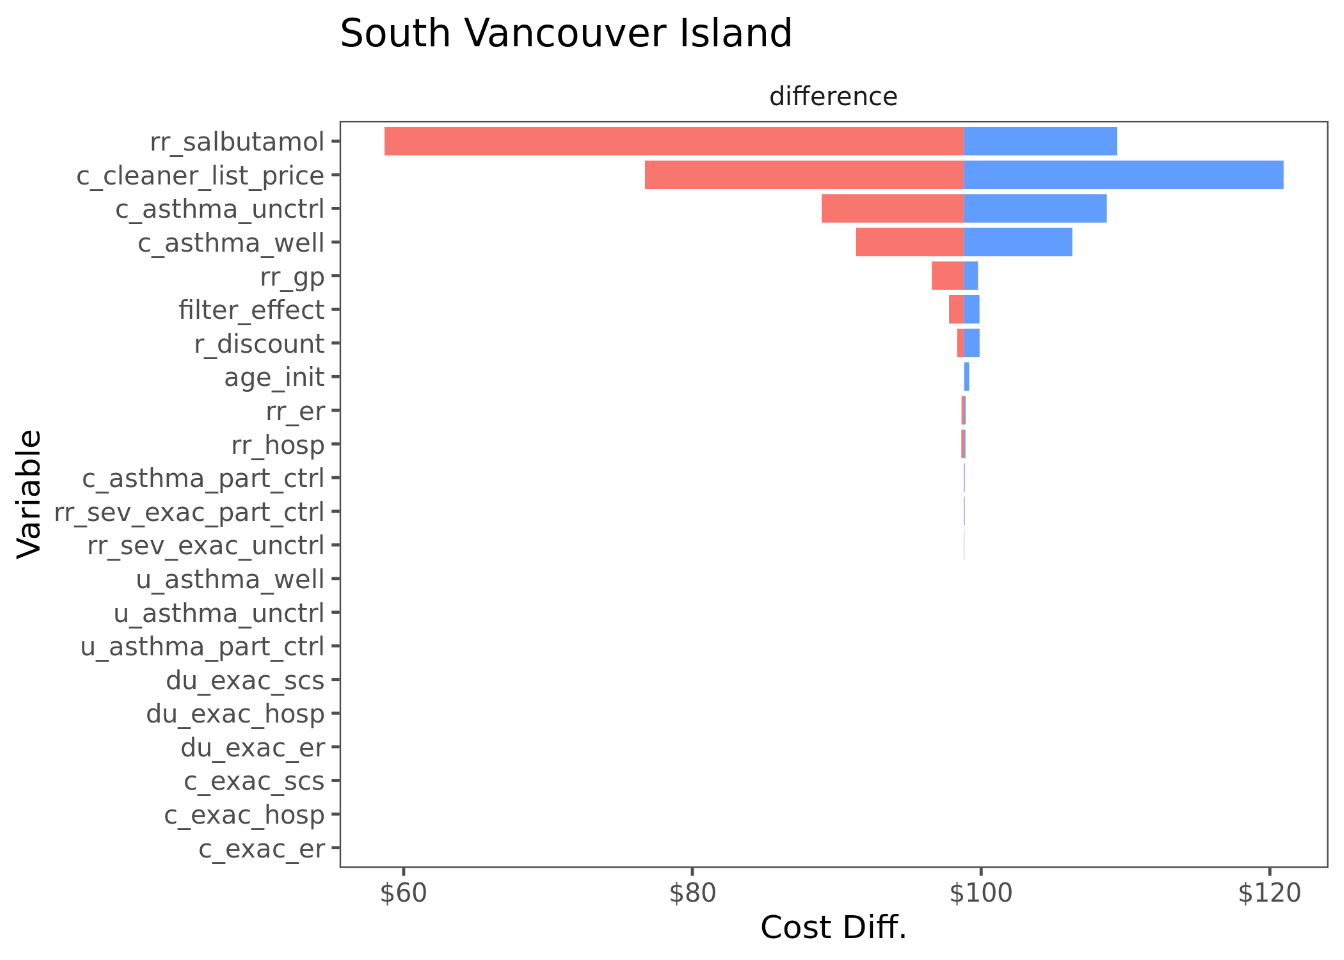 South Vancouver Island
difference
rr_salbutamol
c_cleaner_list_price
c_asthma_unctrl
c_asthma_well
rr_gp
filter_effect
r_discount
age_init
rr_er
rr_hosp
c_asthma_part_ctrl
rr_sev_exac_part_ctrl
rr_sev_exac_unctrl
u_asthma_well
u_asthma_unctrl
u_asthma_part_ctrl
du_exac_scs
du_exac_hosp
du_exac_er
c_exac_scs
c_exac_hosp
c_exac_er
Variable
$60 $80 $100 $120
Cost Diff.